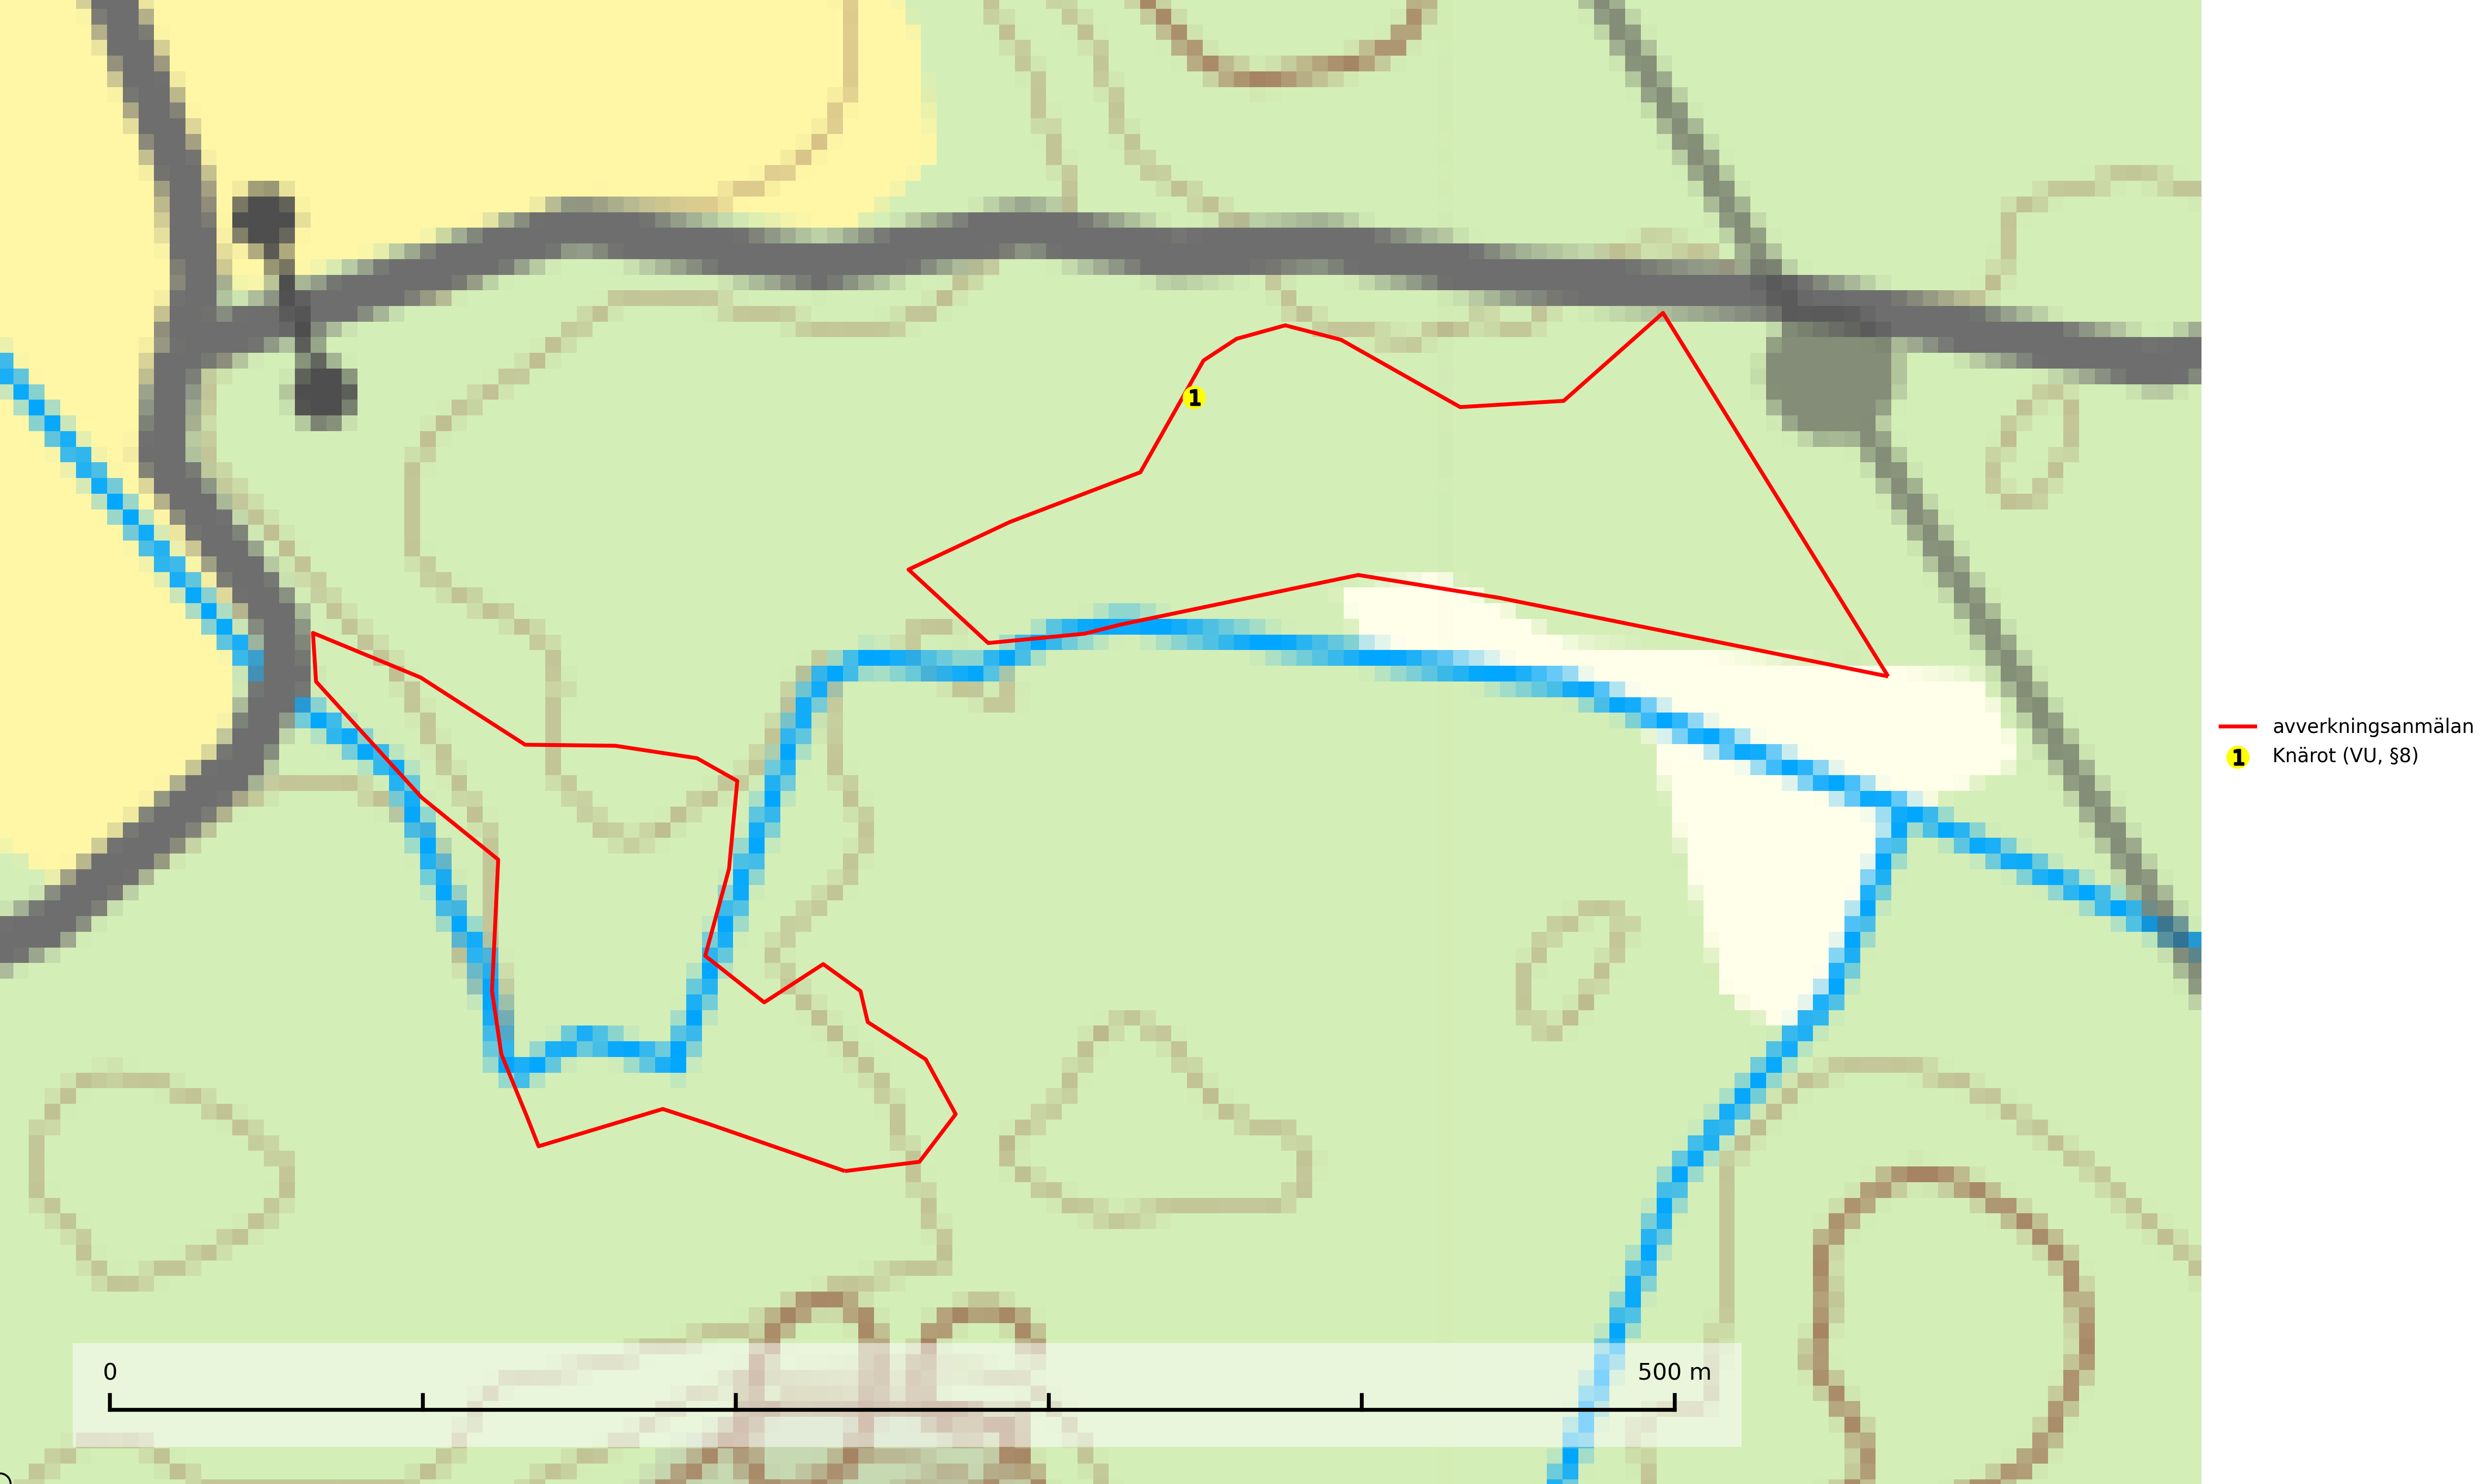 1
avverkningsanmälan
1 Knärot (VU, §8)
0 500 m